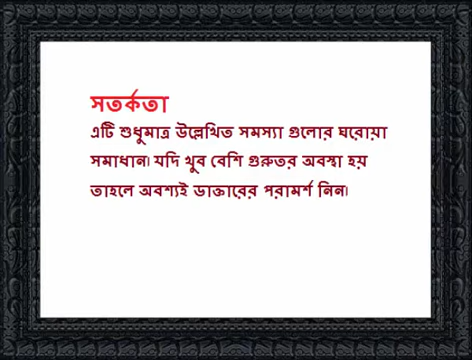 সতর্কতা
এটি শুধুমাত্র উল্লেখিত সমস্যা গুলোর ঘরোয়া
সমাধান। যদি খুব বেশি গুরুতর অবস্থা হয়
তাহলে অবশ্যই ডাক্তারের পরামর্শ নিন।